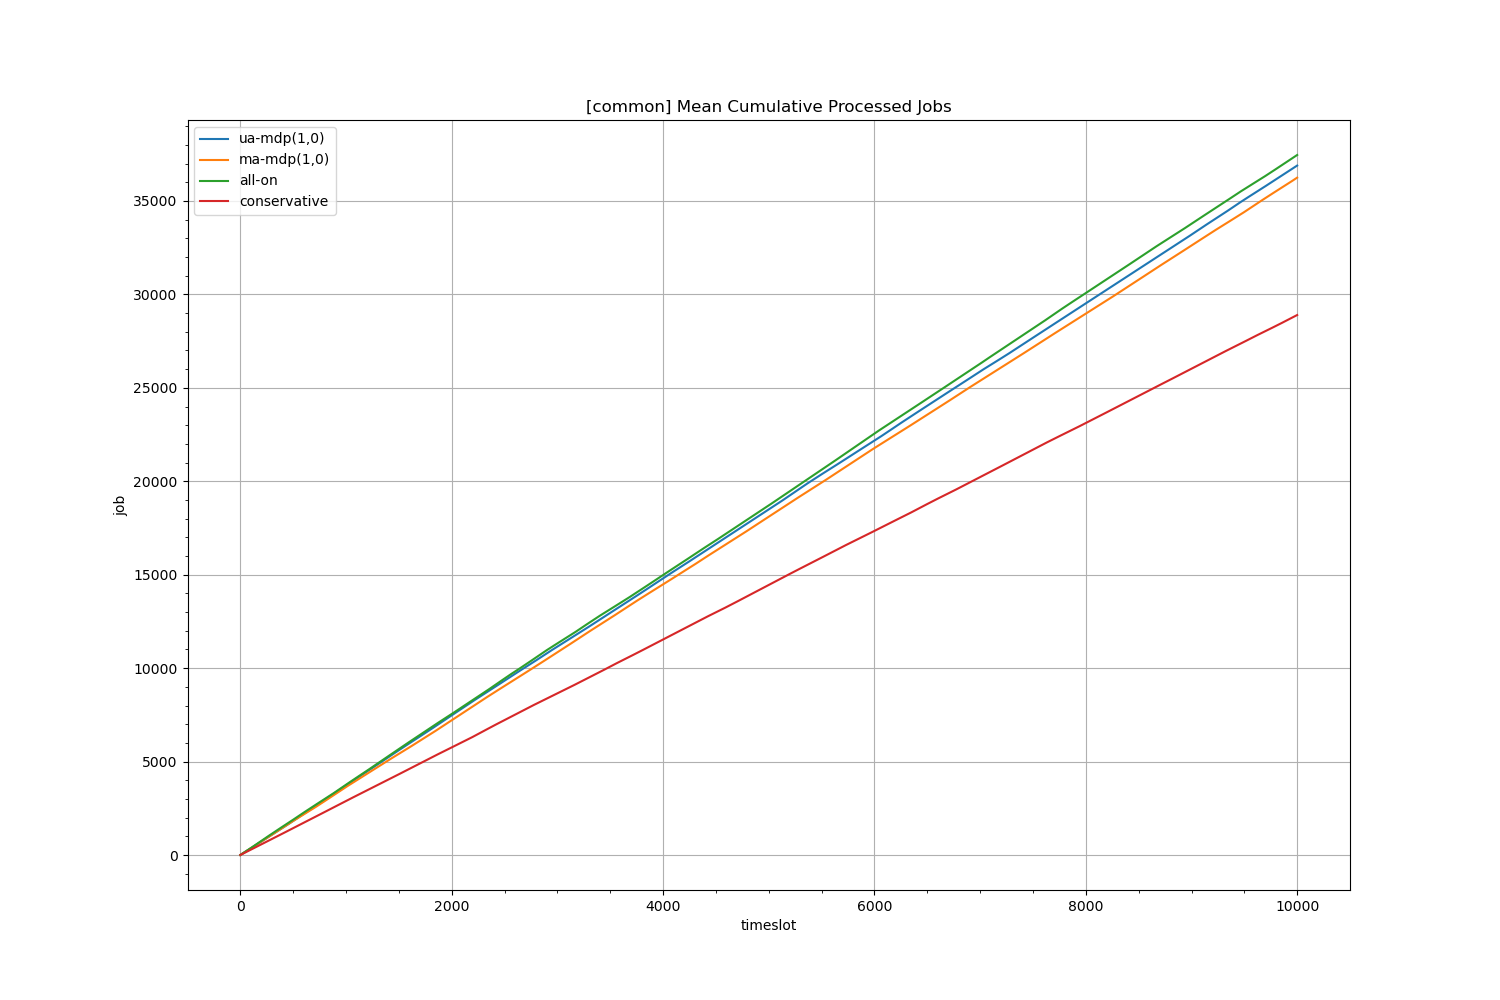 [common] Mean Cumulative Processed Jobs
ua-mdp(1,0)
ma-mdp(1,0)
all-on
conservative
35000
30000
25000
20000
15000
10000
5000
0
job
0 2000 4000 6000 8000 10000
timeslot